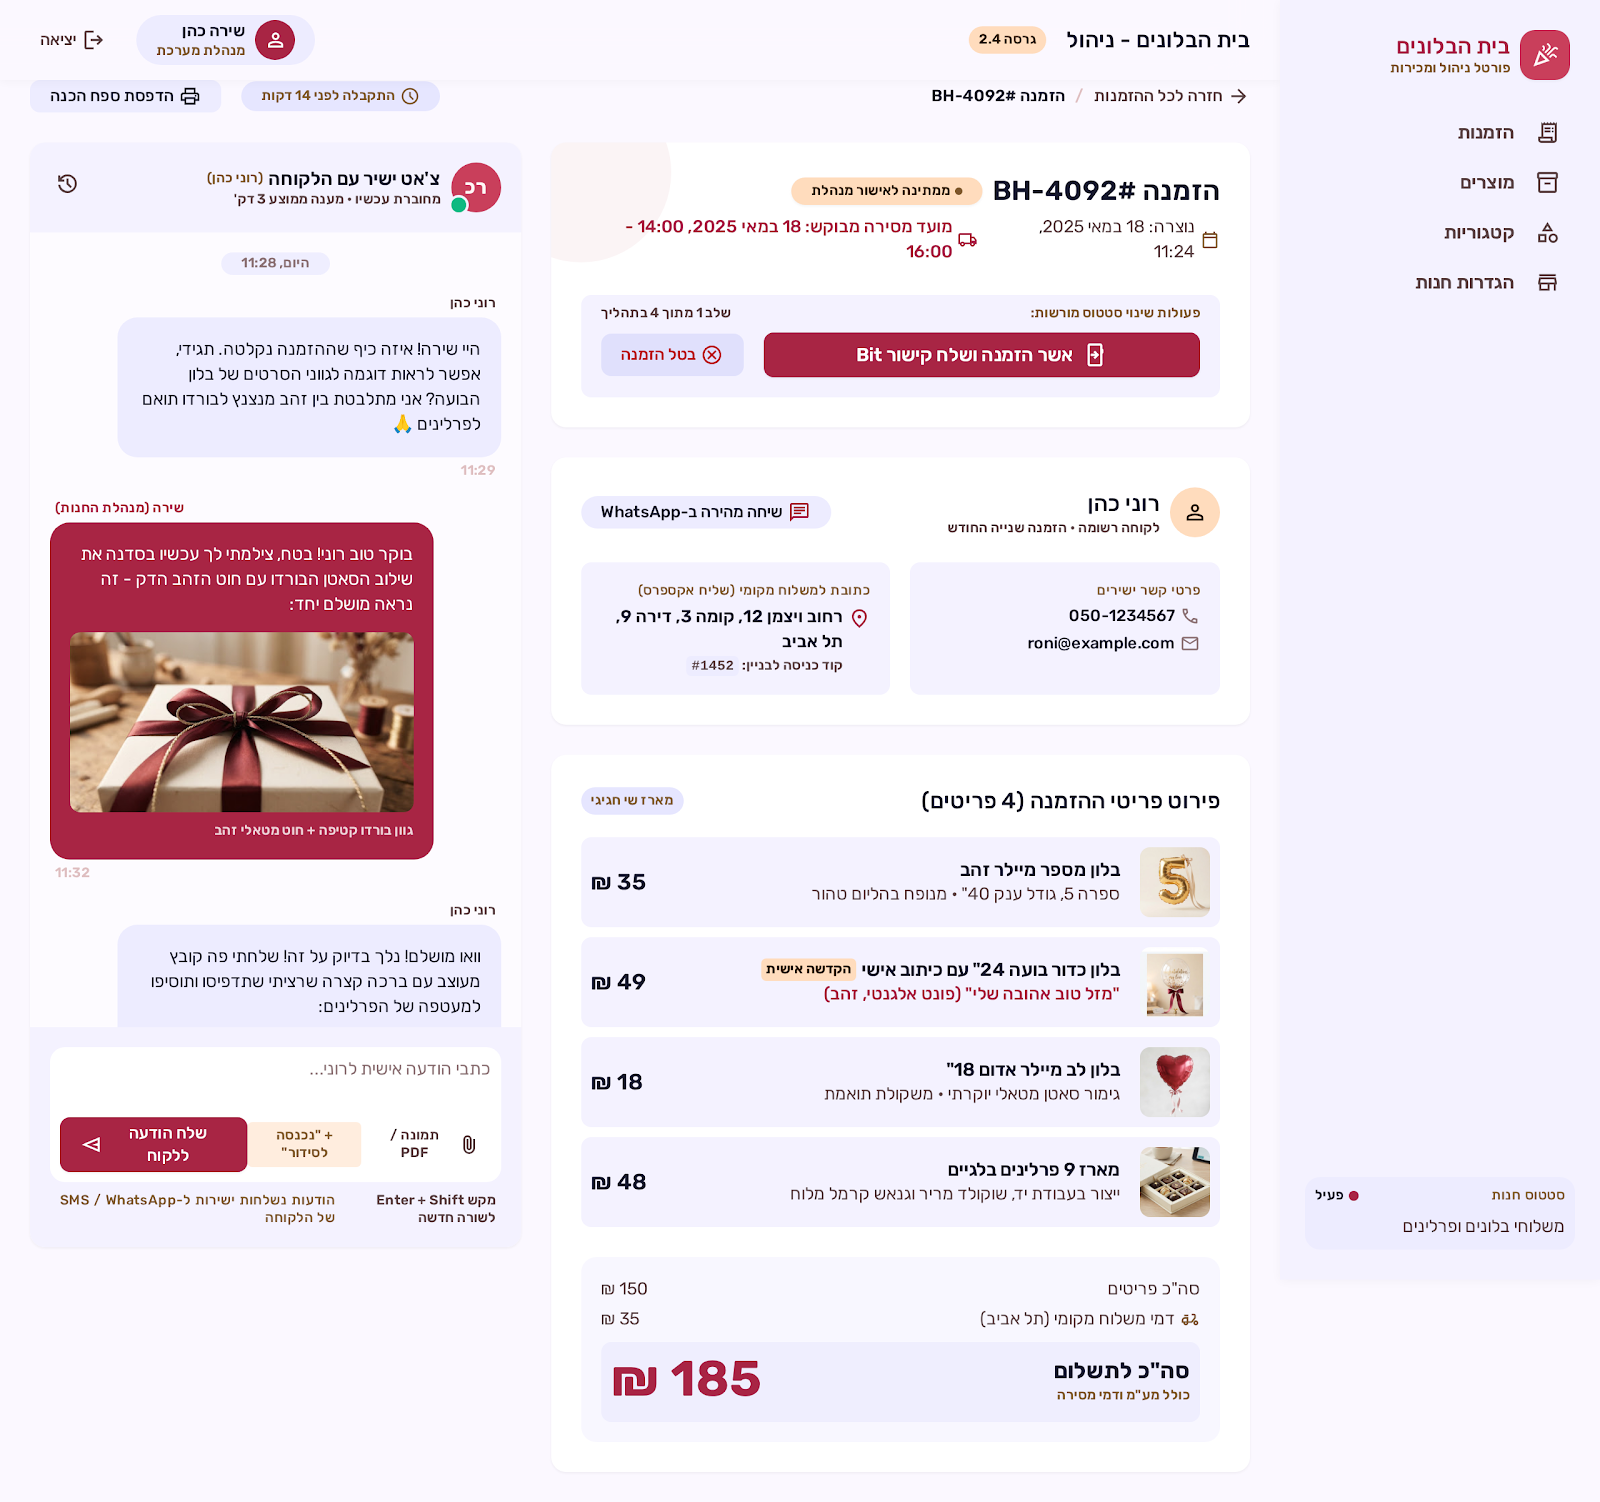 בית הבלונים
פורטל ניהול ומכירות
הזמנות
מוצרים
קטגוריות
הגדרות חנות
סטטוס חנות
פעיל
משלוחי בלונים ופרלינים
בית הבלונים - ניהול
גרסה 2.4
שירה כהן
מנהלת מערכת
יציאה
חזרה לכל ההזמנות / הזמנה #BH-4092
התקבלה לפני 14 דקות
הדפסת ספח הכנה
הזמנה #BH-4092
ממתינה לאישור מנהלת
נוצרה: 18 במאי 2025,
11:24
מועד מסירה מבוקש: 18 במאי 2025, 14:00 -
16:00
פעולות שינוי סטטוס מורשות:
שלב 1 מתוך 4 בתהליך
אשר הזמנה ושלח קישור Bit
בטל הזמנה
רוני כהן
לקוחה רשומה • הזמנה שנייה החודש
שיחה מהירה ב-WhatsApp
פרטי קשר ישירים
050-1234567
roni@example.com
כתובת למשלוח מקומי (שליח אקספרס)
רחוב ויצמן 12, קומה 3, דירה 9,
תל אביב
קוד כניסה לבניין: #1452
פירוט פריטי ההזמנה (4 פריטים)
מארז שי חגיגי
בלון מספר מיילר זהב
ספרה 5, גודל ענק 40" • מנופח בהליום טהור
35 ₪
בלון כדור בועה 24" עם כיתוב אישי
הקדשה אישית
"מזל טוב אהובה שלי" (פונט אלגנטי, זהב)
49 ₪
בלון לב מיילר אדום 18"
גימור סאטן מטאלי יוקרתי • משקולת תואמת
18 ₪
מארז 9 פרלינים בלגיים
ייצור בעבודת יד, שוקולד מריר וגנאש קרמל מלוח
48 ₪
סה"כ פריטים
150 ₪
דמי משלוח מקומי (תל אביב)
35 ₪
סה"כ לתשלום
כולל מע"מ ודמי מסירה
185 ₪
רכ
צ'אט ישיר עם הלקוחה (רוני כהן)
מחוברת עכשיו • מענה ממוצע 3 דק'
היום, 11:28
רוני כהן
היי שירה! איזה כיף שההזמנה נקלטה. תגידי,
אפשר לראות דוגמה לגווני הסרטים של בלון
הבועה? אני מתלבטת בין זהב מנצנץ לבורדו תואם
לפרלינים 🙏
11:29
שירה (מנהלת החנות)
בוקר טוב רוני! בטח, צילמתי לך עכשיו בסדנה את
שילוב הסאטן הבורדו עם חוט הזהב הדק - זה
נראה מושלם יחד:
גוון בורדו קטיפה + חוט מטאלי זהב
11:32
רוני כהן
וואו מושלם! נלך בדיוק על זה! שלחתי פה קובץ
מעוצב עם ברכה קצרה שרציתי שתדפיסו ותוסיפו
למעטפה של הפרלינים:
כתבי הודעה אישית לרוני...
תמונה /
PDF
+ "נכנסה
לסידור"
שלח הודעה
ללקוח
מקש Enter + Shift
לשורה חדשה
הודעות נשלחות ישירות ל-SMS / WhatsApp
של הלקוחה